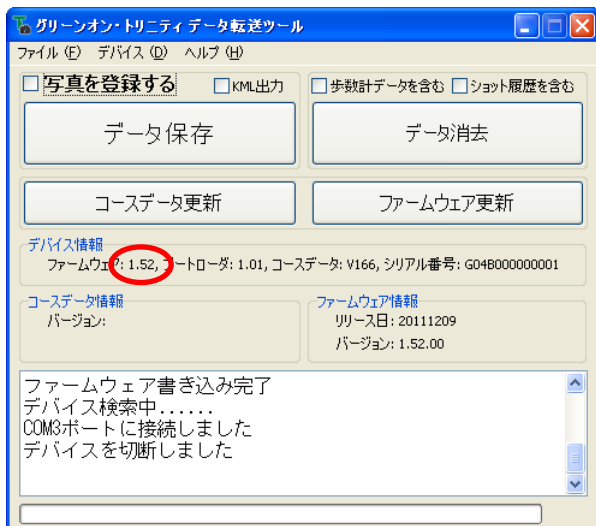 グリーンオン・トリニティ データ転送ツール
ファイル (F) デバイス (D) ヘルプ (H)
写真を登録する KML出力 歩数計データを含む ショット履歴を含む
データ保存 データ消去
コースデータ更新 ファームウェア更新
デバイス情報
ファームウェア: 1.52, ブートローダ: 1.01, コースデータ: V166, シリアル番号: G04B000000001
コースデータ情報 ファームウェア情報
バージョン: リリース日: 20111209
バージョン: 1.52.00
ファームウェア書き込み完了
デバイス検索中......
COM3ポートに接続しました
デバイスを切断しました